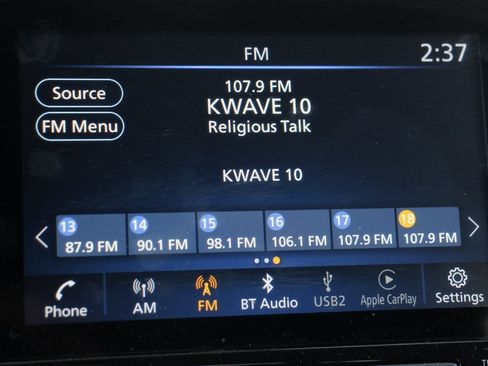 FM
2:37
Source
107.9 FM
KWAVE 10
FM Menu
Religious Talk
KWAVE 10
13
14
15
16
17
18
87.9 FM
90.1 FM
98.1 FM
106.1 FM
107.9 FM
107.9 FM
Phone
AM
FM
BT Audio
USB2
Apple CarPlay
Settings